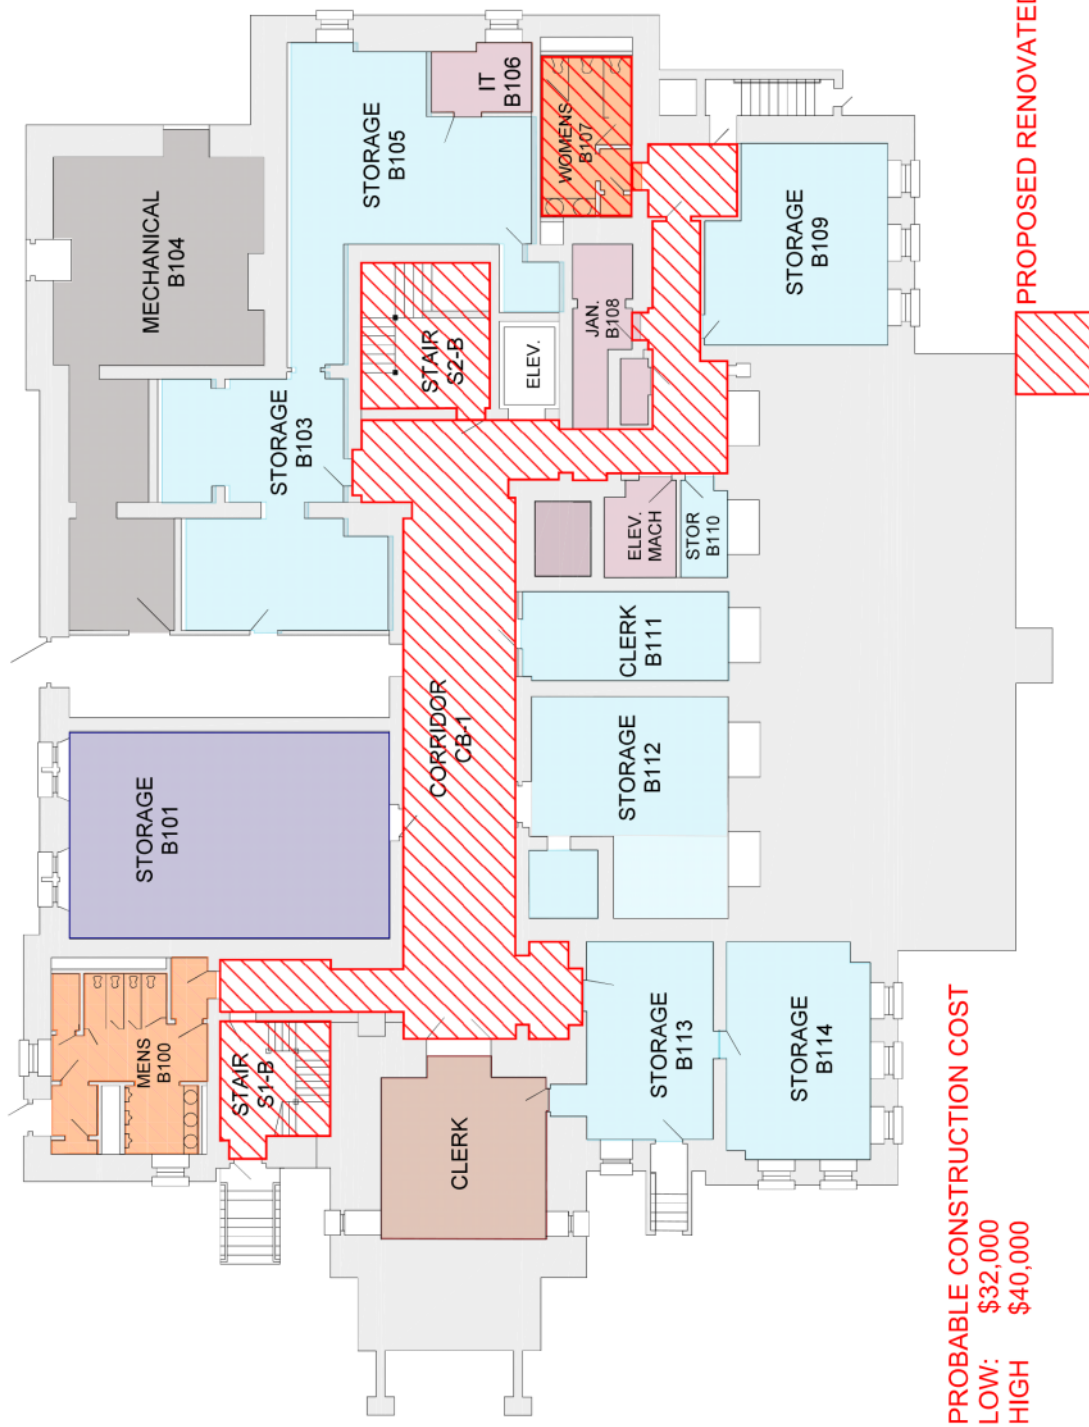 MECHANICAL
B104
STORAGE
B105
IT
B106
WOMENS
B107
STORAGE
B103
STAIR
S2-B
ELEV.
JAN.
B108
STORAGE
B109
ELEV.
MACH
STOR
B110
CLERK
B111
STORAGE
B101
CORRIDOR
CB-1
STORAGE
B112
MENS
B100
STAIR
S1-B
CLERK
STORAGE
B113
STORAGE
B114
PROBABLE CONSTRUCTION COST
LOW: $32,000
HIGH $40,000
PROPOSED RENOVATED